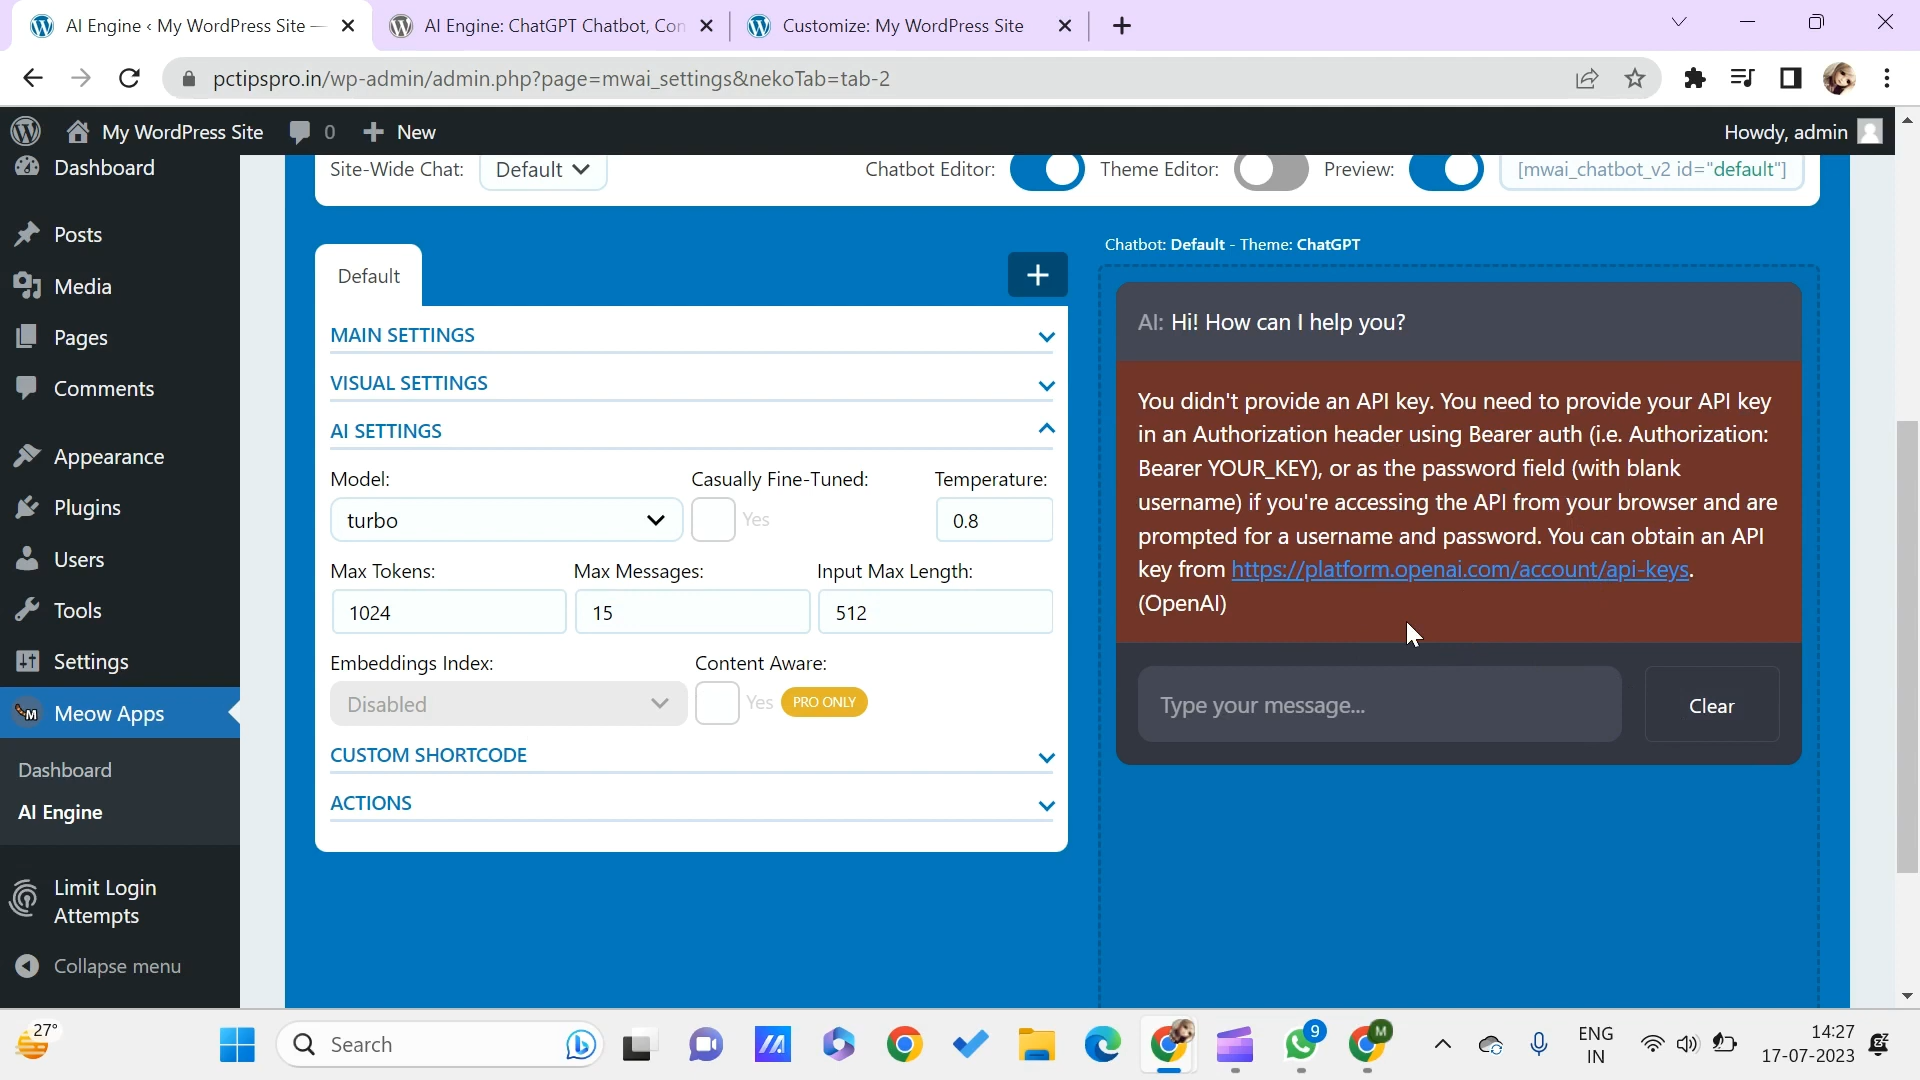 AI Engine ‹ My WordPress Site —
AI Engine: ChatGPT Chatbot, Con
Customize: My WordPress Site
pctipspro.in/wp-admin/admin.php?page=mwai_settings&nekoTab=tab-2
My WordPress Site
0
New
Howdy, admin
Dashboard
Posts
Media
Pages
Comments
Appearance
Plugins
Users
Tools
Settings
Meow Apps
Dashboard
AI Engine
Limit Login
Attempts
Collapse menu
Site-Wide Chat: Default
Chatbot Editor:
Theme Editor:
Preview:
[mwai_chatbot_v2 id="default"]
Default
MAIN SETTINGS
VISUAL SETTINGS
AI SETTINGS
Model: Casually Fine-Tuned: Temperature:
turbo Yes 0.8
Max Tokens: Max Messages: Input Max Length:
1024 15 512
Embeddings Index: Content Aware:
Disabled Yes PRO ONLY
CUSTOM SHORTCODE
ACTIONS
Chatbot: Default - Theme: ChatGPT
AI: Hi! How can I help you?
You didn't provide an API key. You need to provide your API key
in an Authorization header using Bearer auth (i.e. Authorization:
Bearer YOUR_KEY), or as the password field (with blank
username) if you're accessing the API from your browser and are
prompted for a username and password. You can obtain an API
key from https://platform.openai.com/account/api-keys.
(OpenAI)
Type your message...
Clear
27°
Search
9
M
ENG
IN
14:27
17-07-2023